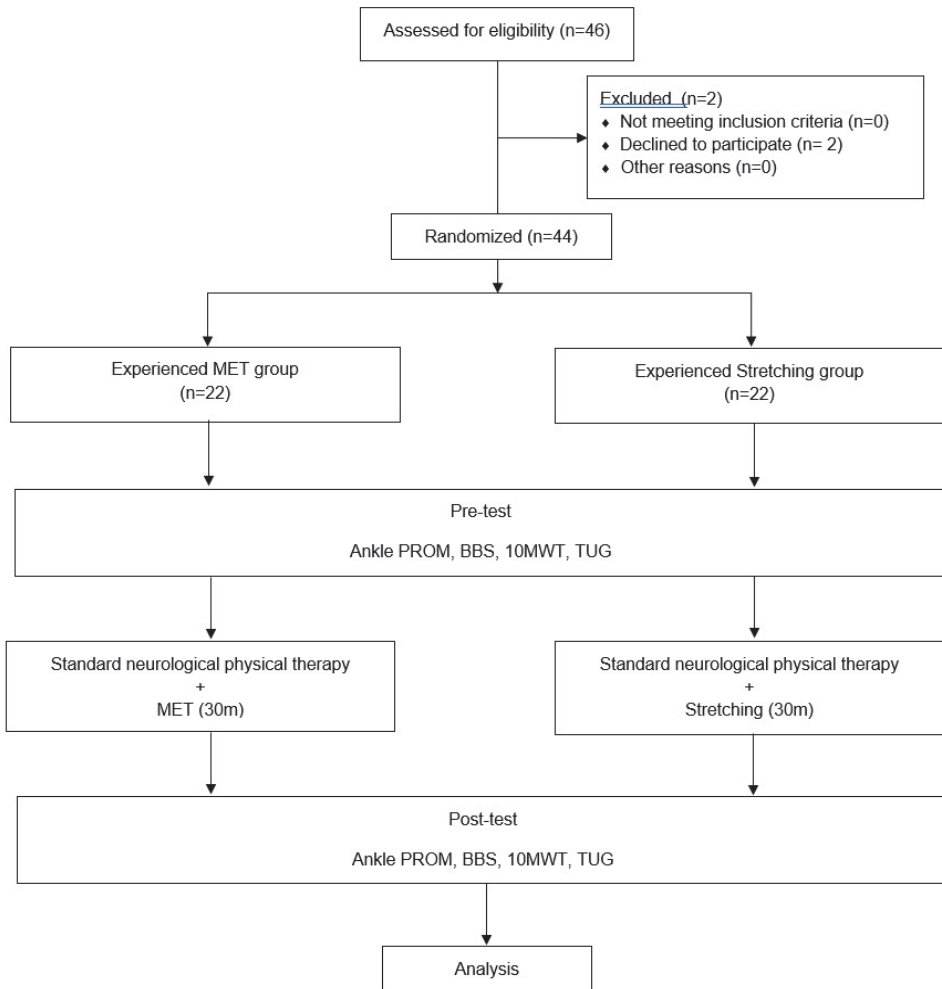 Assessed for eligibility (n=46)
Excluded (n=2)
♦ Not meeting inclusion criteria (n=0)
♦ Declined to participate (n= 2)
♦ Other reasons (n=0)
Randomized (n=44)
Experienced MET group
(n=22)
Experienced Stretching group
(n=22)
Pre-test
Ankle PROM, BBS, 10MWT, TUG
Standard neurological physical therapy
+
MET (30m)
Standard neurological physical therapy
+
Stretching (30m)
Post-test
Ankle PROM, BBS, 10MWT, TUG
Analysis